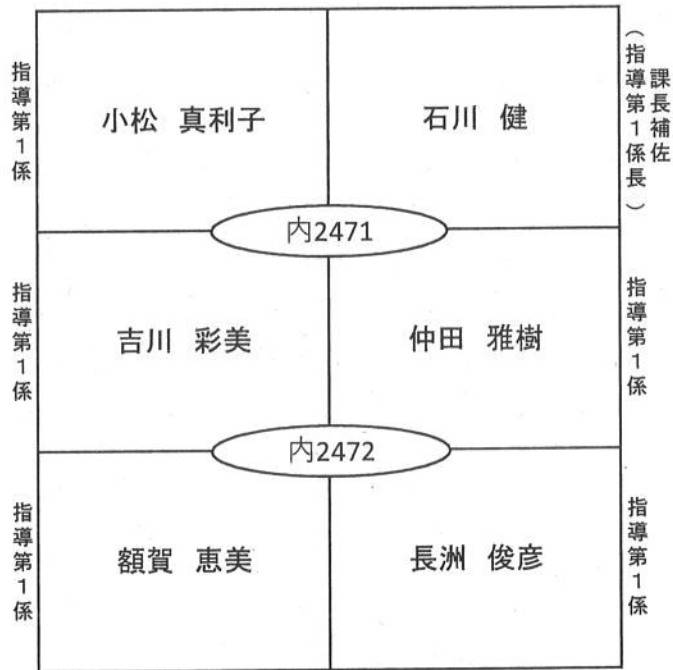 指導第1係
小松 真利子
石川 健
課長補佐
(指導第1係長)
内2471
指導第1係
吉川 彩美
仲田 雅樹
指導第1係
内2472
指導第1係
額賀 恵美
長洲 俊彦
指導第1係